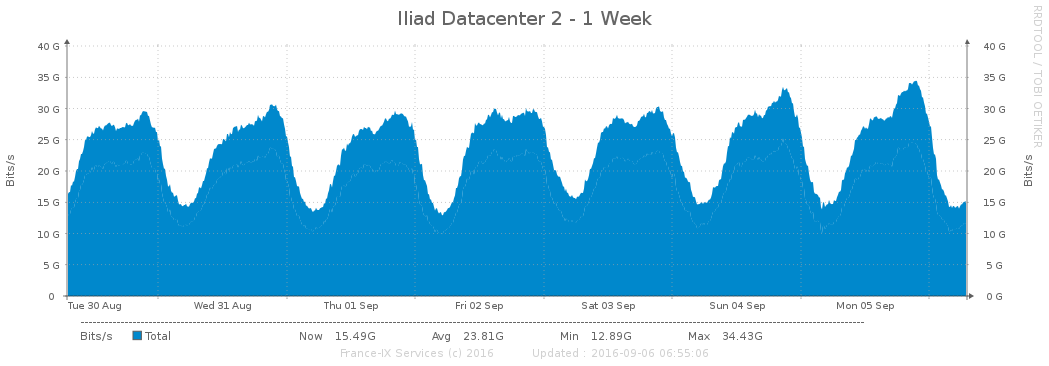 Iliad Datacenter 2 - 1 Week
RRDTOOL / TOBI OETIKER
40 G 40 G
35 G 35 G
30 G 30 G
25 G 25 G
20 G 20 G
15 G 15 G
10 G 10 G
5 G 5 G
0 0 G
Bits/s
Bits/s
Tue 30 Aug Wed 31 Aug Thu 01 Sep Fri 02 Sep Sat 03 Sep Sun 04 Sep Mon 05 Sep
Bits/s Total Now 15.49G Avg 23.81G Min 12.89G Max 34.43G
France-IX Services (c) 2016 Updated : 2016-09-06 06:55:06